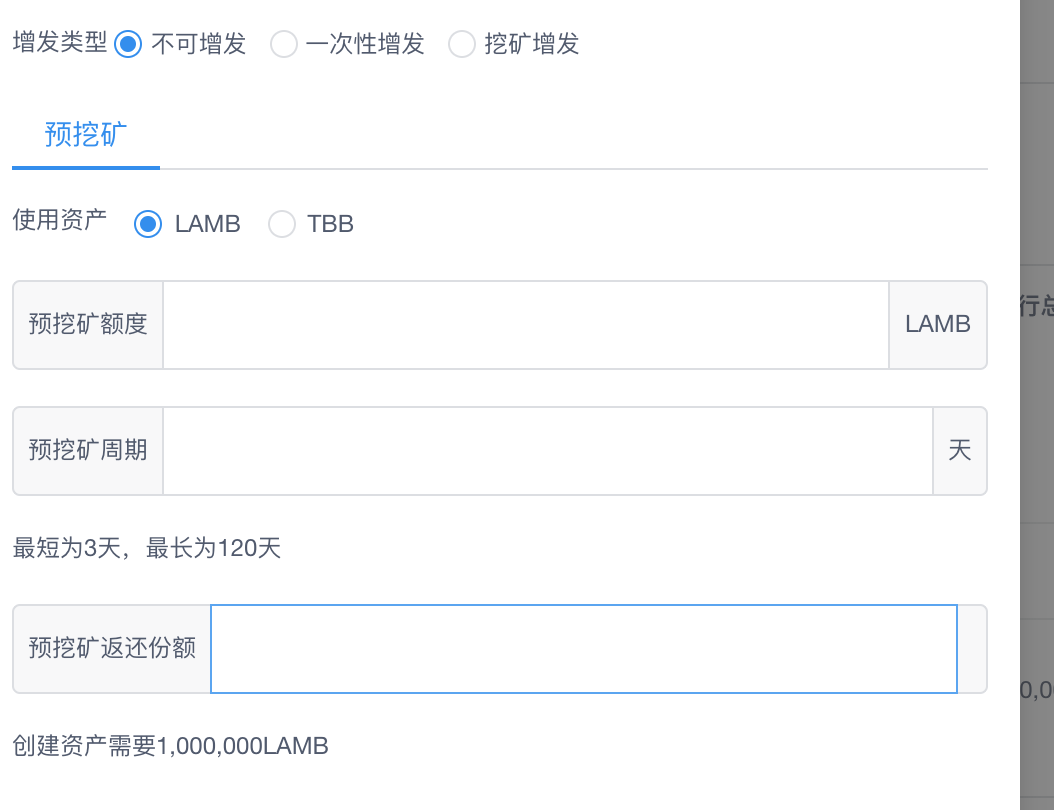 增发类型 不可增发 一次性增发 挖矿增发
预挖矿
使用资产 LAMB TBB
预挖矿额度 LAMB
行总
预挖矿周期 天
最短为3天，最长为120天
预挖矿返还份额
0,0
创建资产需要1,000,000LAMB